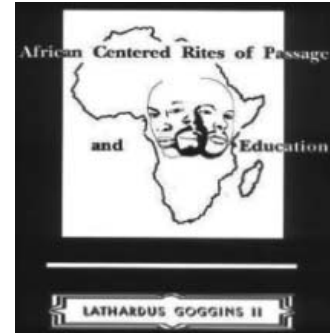 African Centered Rites of Passage
and Education
LATHARDUS GOGGINS II